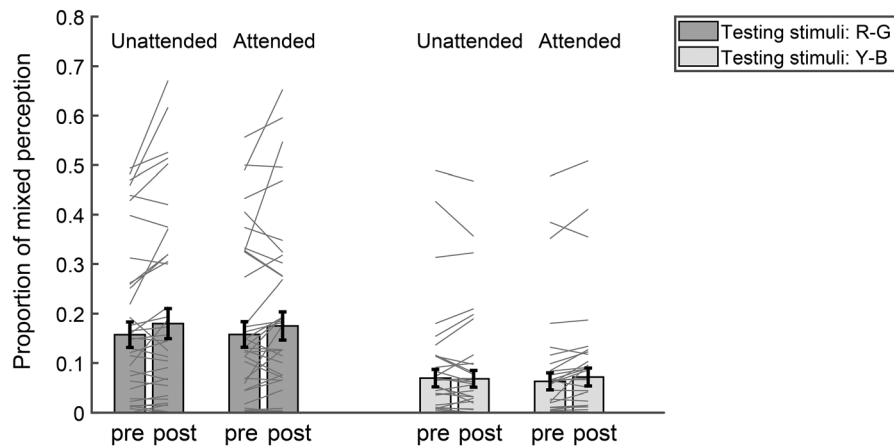 Unattended Attended Unattended Attended
Testing stimuli: R-G
Testing stimuli: Y-B
Proportion of mixed perception
0.8
0.7
0.6
0.5
0.4
0.3
0.2
0.1
0
pre post pre post pre post pre post